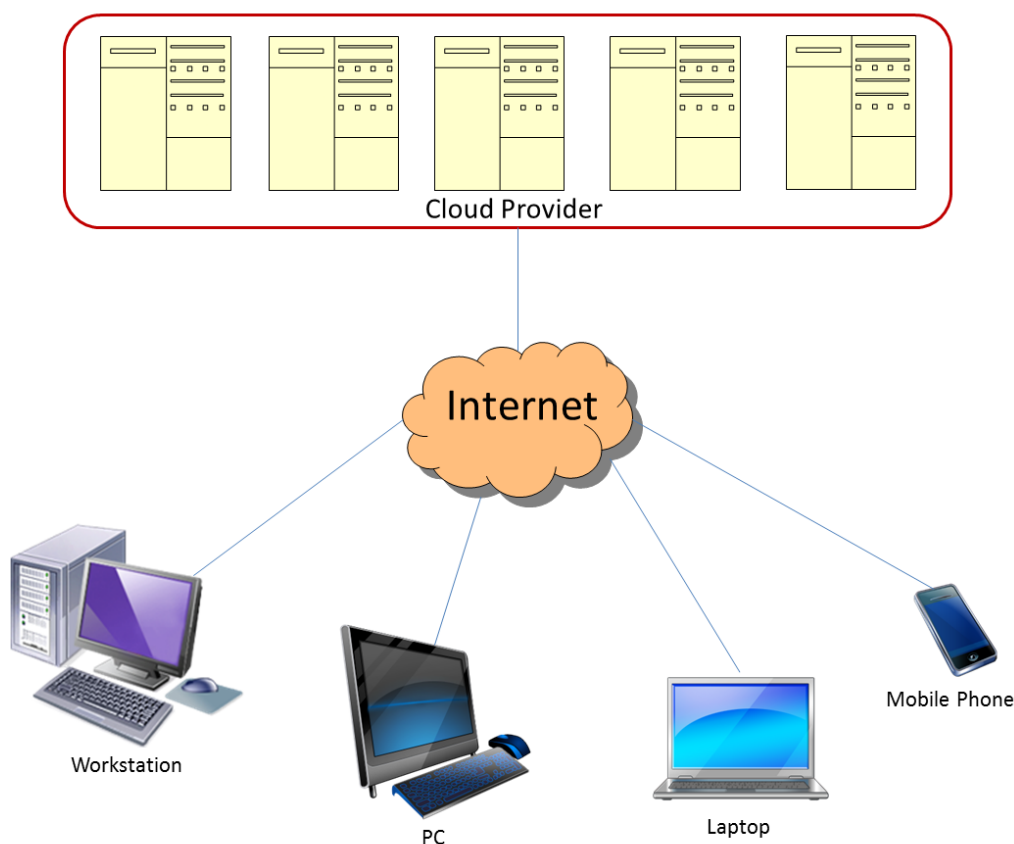 Cloud Provider
Internet
Workstation
PC
Laptop
Mobile Phone